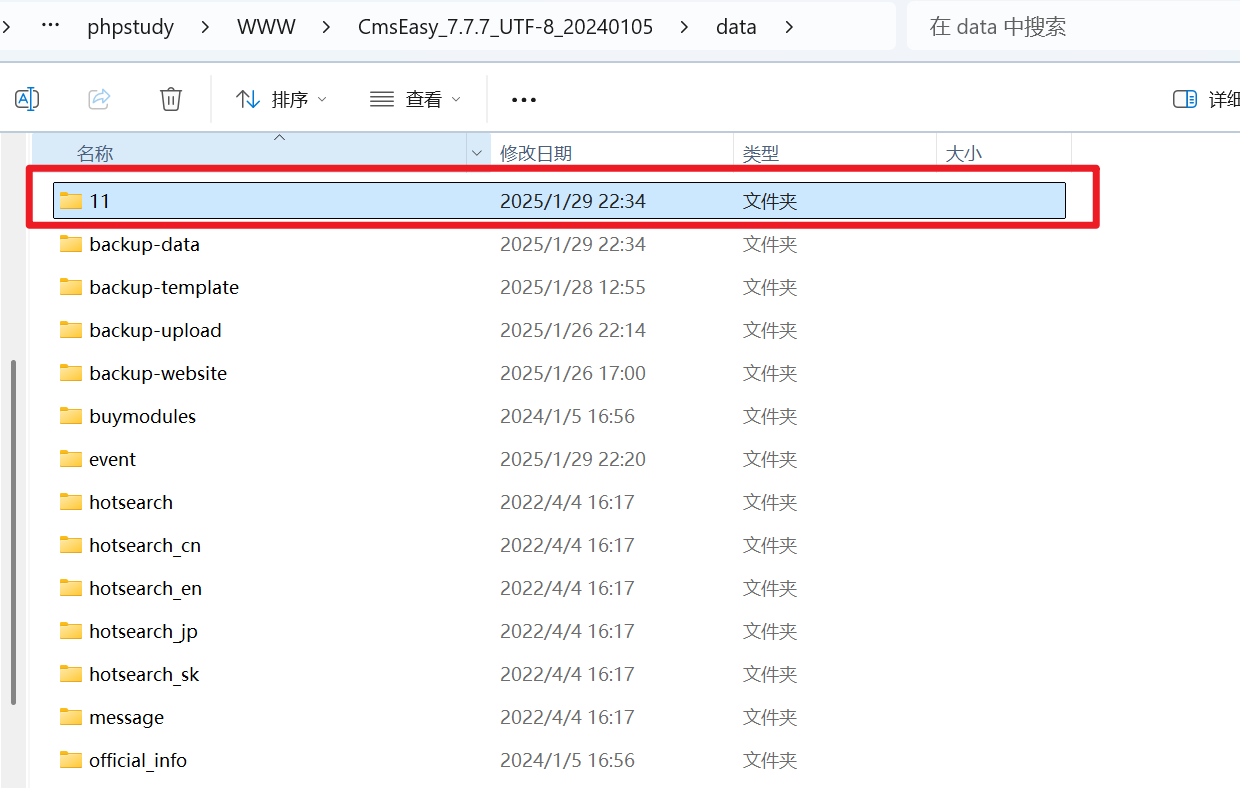 phpstudy > WWW > CmsEasy_7.7.7_UTF-8_20240105 > data > 在 data 中搜索
排序 查看 详细
名称 修改日期 类型 大小
11 2025/1/29 22:34 文件夹
backup-data 2025/1/29 22:34 文件夹
backup-template 2025/1/28 12:55 文件夹
backup-upload 2025/1/26 22:14 文件夹
backup-website 2025/1/26 17:00 文件夹
buymodules 2024/1/5 16:56 文件夹
event 2025/1/29 22:20 文件夹
hotsearch 2022/4/4 16:17 文件夹
hotsearch_cn 2022/4/4 16:17 文件夹
hotsearch_en 2022/4/4 16:17 文件夹
hotsearch_jp 2022/4/4 16:17 文件夹
hotsearch_sk 2022/4/4 16:17 文件夹
message 2022/4/4 16:17 文件夹
official_info 2024/1/5 16:56 文件夹